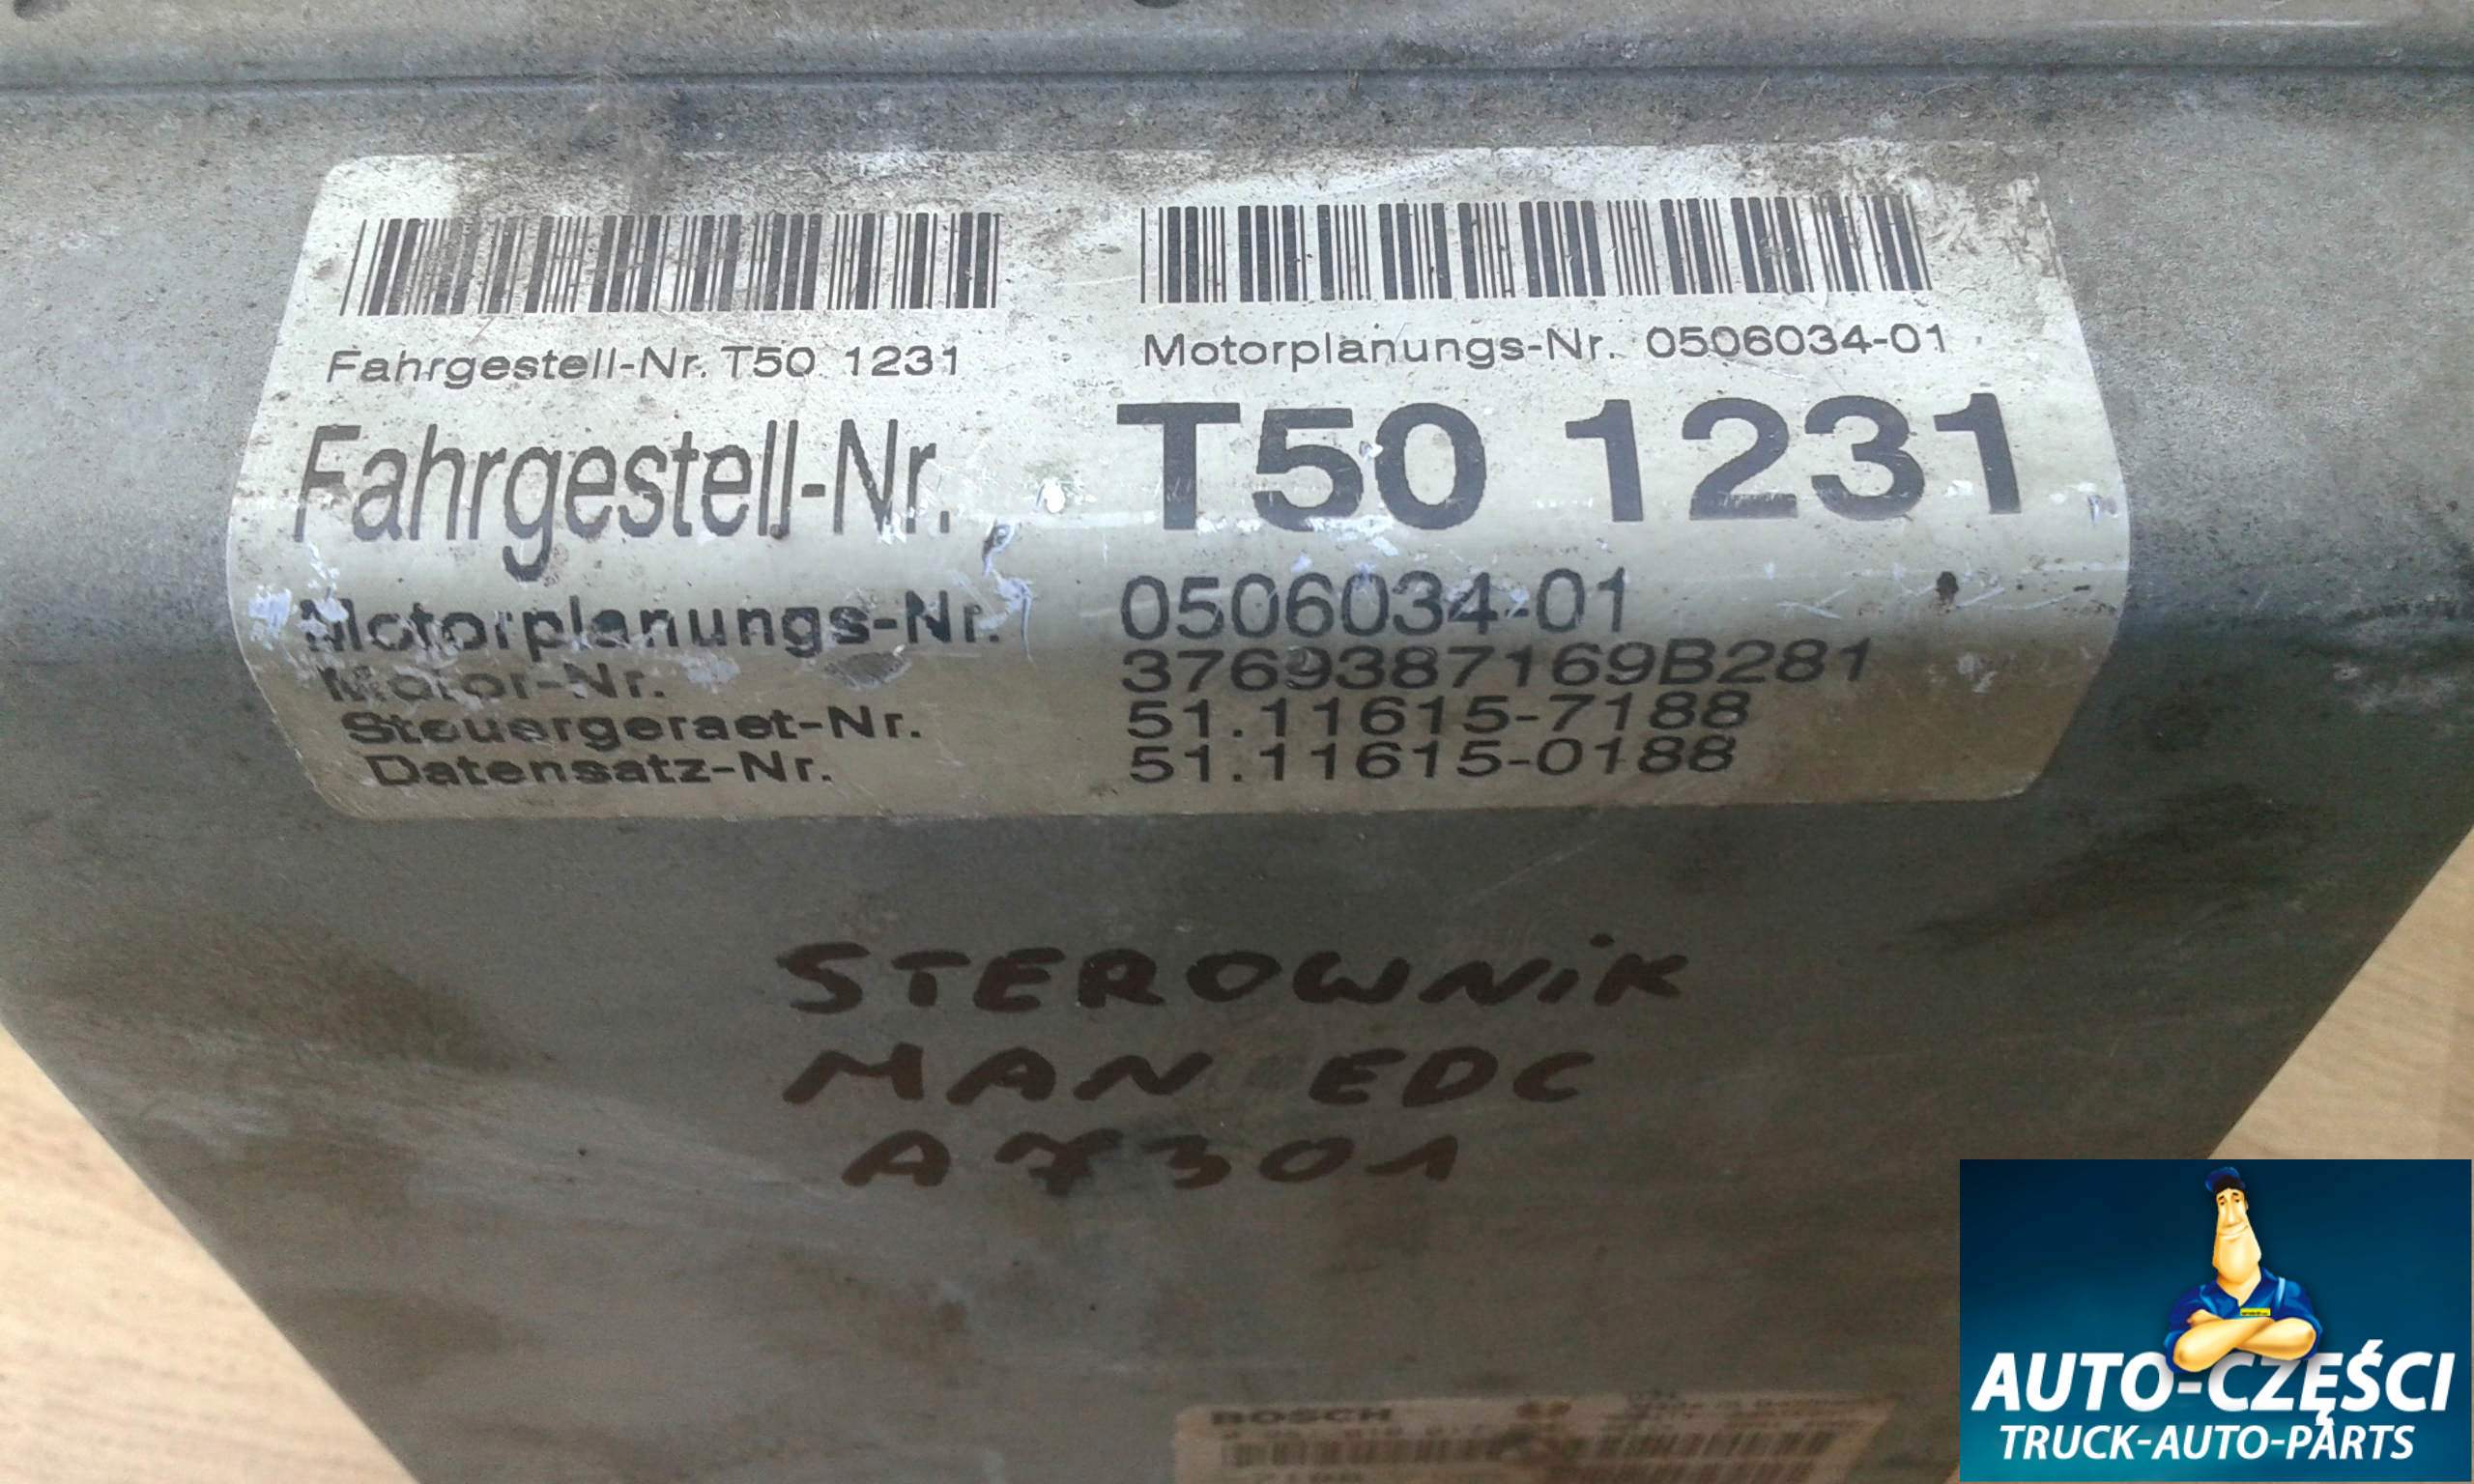 Fahrgestell-Nr. T50 1231
Motorplanungs-Nr. 0506034-01
Fahrgestell-Nr. T50 1231
Motorplanungs-Nr. 0506034-01
Motor-Nr. 3769387169B281
Steuergeraet-Nr. 51.11615-7188
Datensatz-Nr. 51.11615-0188
STEROWNiK
MAN EDC
A7301
BOSCH
AUTO-CZĘŚCI
TRUCK-AUTO-PARTS